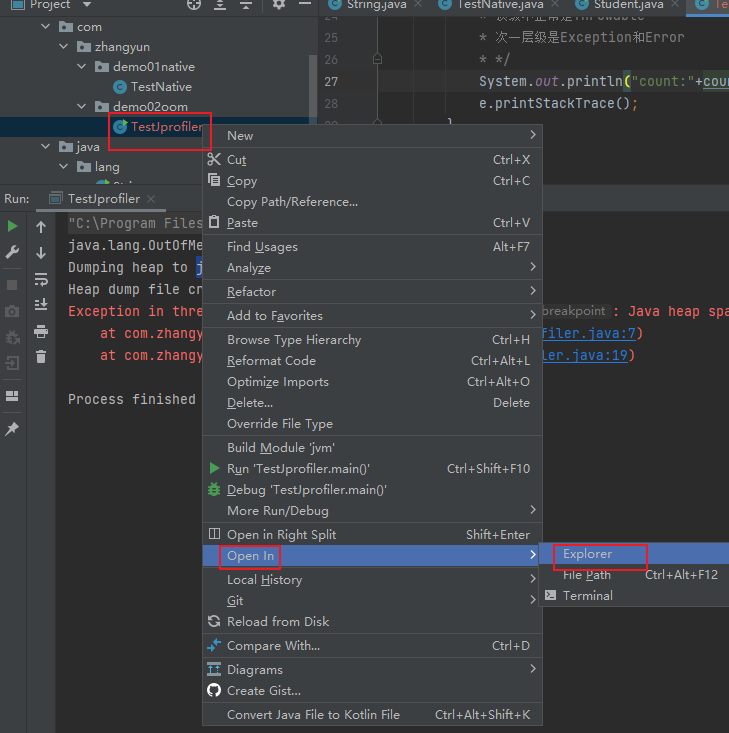 Project
String.java
TestNative.java
Student.java
com
zhangyun
demo01native
TestNative
demo02oom
TestJprofiler
java
lang
* 次一层级是Exception和Error
26 * */
27 System.out.println("count:"+coun
28 e.printStackTrace();
Run: TestJprofiler
"C:\Program Files
java.lang.OutOfMe
Dumping heap to j
Heap dump file cr
Exception in thre breakpoint : Java heap spa
at com.zhangy filer.java:7)
at com.zhangy ler.java:19)
Process finished
New
Cut Ctrl+X
Copy Ctrl+C
Copy Path/Reference...
Paste Ctrl+V
Find Usages Alt+F7
Analyze
Refactor
Add to Favorites
Browse Type Hierarchy Ctrl+H
Reformat Code Ctrl+Alt+L
Optimize Imports Ctrl+Alt+O
Delete... Delete
Override File Type
Build Module 'jvm'
Run 'TestJprofiler.main()' Ctrl+Shift+F10
Debug 'TestJprofiler.main()'
More Run/Debug
Open in Right Split Shift+Enter
Open In
Explorer
File Path Ctrl+Alt+F12
Terminal
Local History
Git
Reload from Disk
Compare With... Ctrl+D
Diagrams
Create Gist...
Convert Java File to Kotlin File Ctrl+Alt+Shift+K